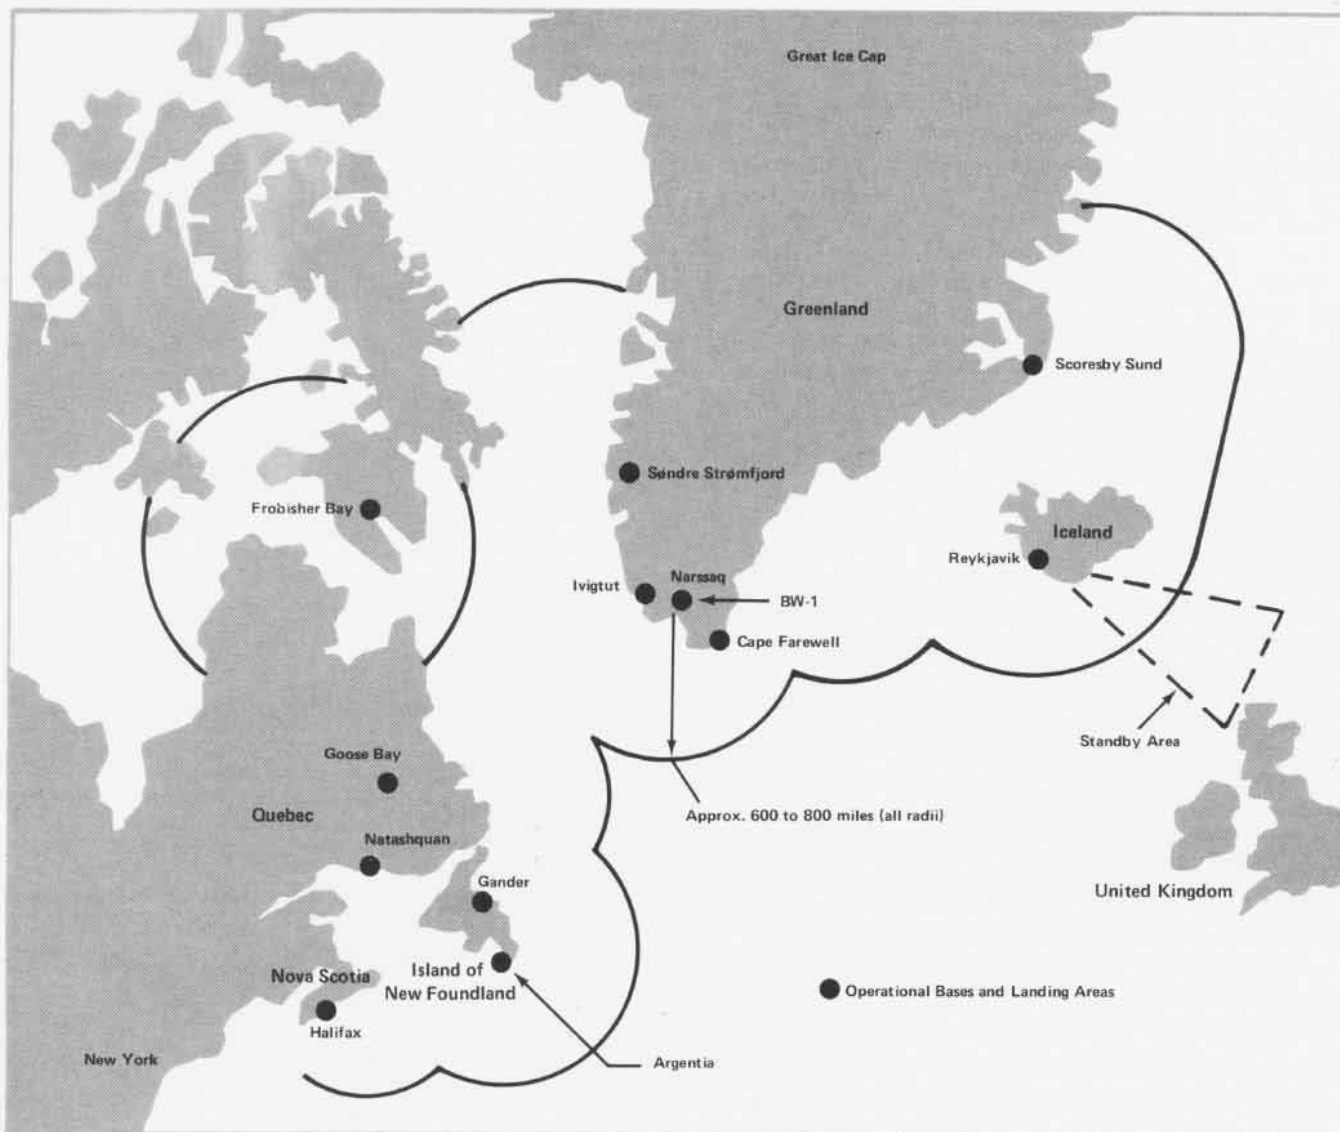 Great Ice Cap
Greenland
Scoresby Sund
Søndre Strømfjord
Frobisher Bay
Iceland
Reykjavik
Ivigtut
Narssaq
BW-1
Cape Farewell
Standby Area
Goose Bay
Quebec
Approx. 600 to 800 miles (all radii)
Natashquan
Gander
United Kingdom
Nova Scotia
Island of
New Foundland
Operational Bases and Landing Areas
Halifax
New York
Argentia